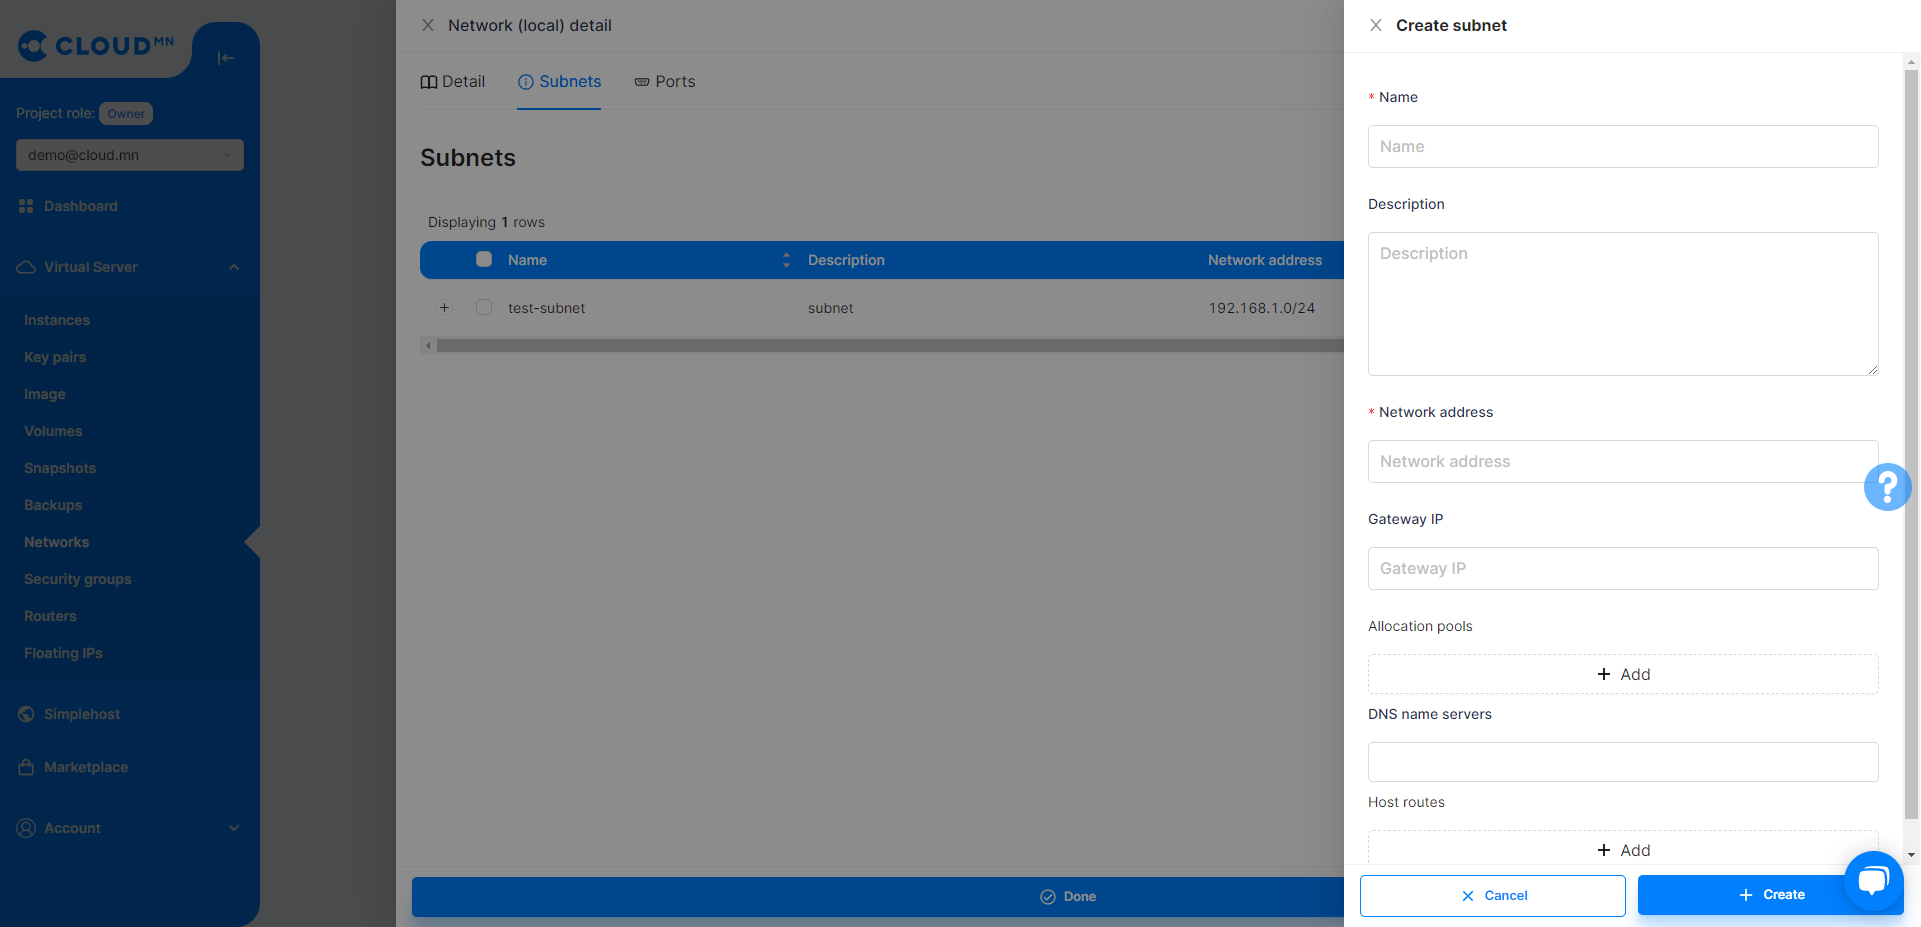 CLOUD MN
Project role: Owner
demo@cloud.mn
Dashboard
Virtual Server
Instances
Key pairs
Image
Volumes
Snapshots
Backups
Networks
Security groups
Routers
Floating IPs
Simplehost
Marketplace
Account
Network (local) detail
Detail Subnets Ports
Subnets
Displaying 1 rows
Name Description Network address
+ test-subnet subnet 192.168.1.0/24
Done
Create subnet
* Name
Name
Description
Description
* Network address
Network address
?
Gateway IP
Gateway IP
Allocation pools
+ Add
DNS name servers
Host routes
+ Add
Cancel + Create